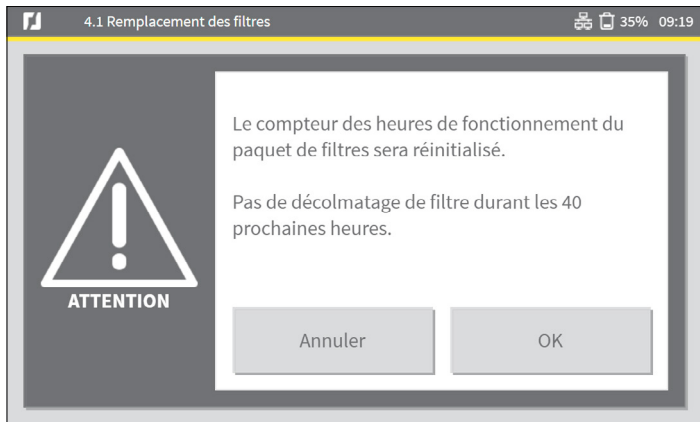 4.1 Remplacement des filtres
35% 09:19
Le compteur des heures de fonctionnement du
paquet de filtres sera réinitialisé.
Pas de décolmatage de filtre durant les 40
prochaines heures.
ATTENTION
Annuler
OK